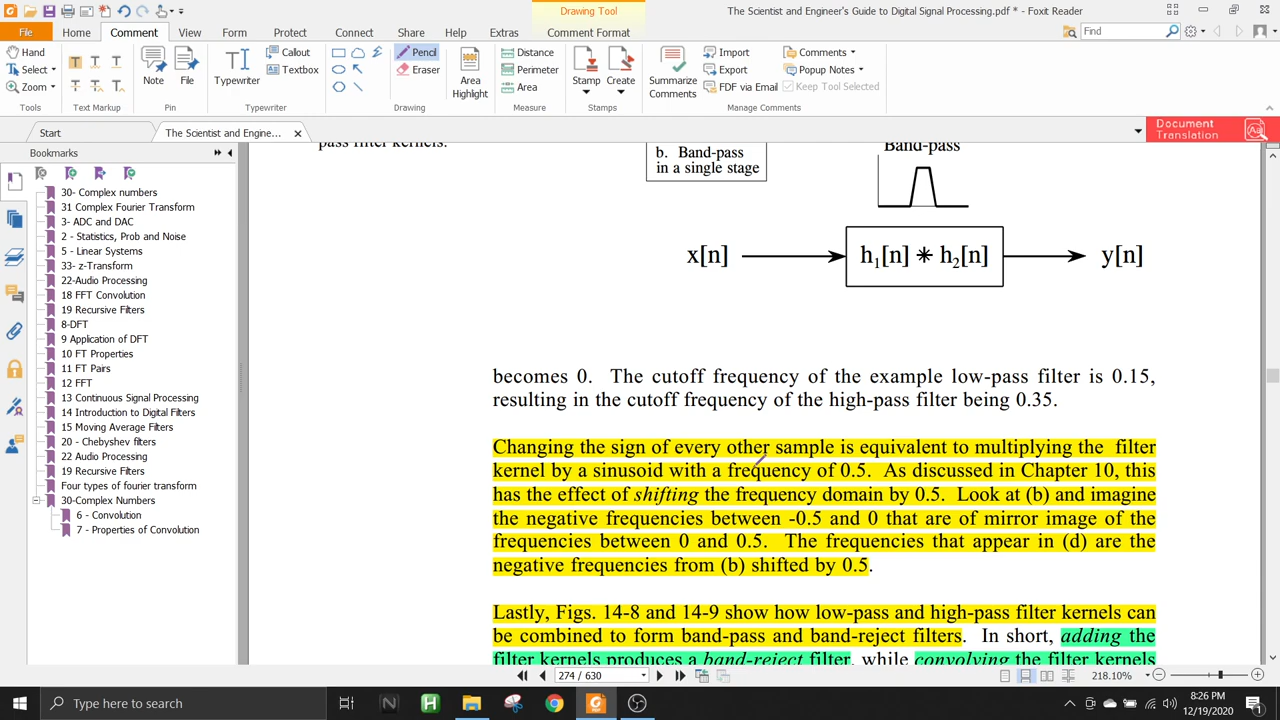 The Scientist and Engineer's Guide to Digital Signal Processing.pdf * - Foxit Reader
Drawing Tool
File Home Comment View Form Protect Connect Share Help Extras Comment Format
Find
Hand
Select
Zoom
Tools
T T T
T T T
Text Markup
Note
File
Pin
Typewriter
Callout
Textbox
Typewriter
Pencil
Eraser
Drawing
Area Highlight
Distance
Perimeter
Area
Measure
Stamp
Create
Stamps
Summarize Comments
Import
Export
FDF via Email
Comments
Popup Notes
Keep Tool Selected
Manage Comments
Start
The Scientist and Engine...
Document Translation
Bookmarks
30- Complex numbers
31 Complex Fourier Transform
3- ADC and DAC
2 - Statistics, Prob and Noise
5 - Linear Systems
33- z-Transform
22-Audio Processing
18 FFT Convolution
19 Recursive Filters
8-DFT
9 Application of DFT
10 FT Properties
11 FT Pairs
12 FFT
13 Continuous Signal Processing
14 Introduction to Digital Filters
15 Moving Average Filters
20 - Chebyshev filters
22 Audio Processing
19 Recursive Filters
Four types of fourier transform
30-Complex Numbers
6 - Convolution
7 - Properties of Convolution
pass filter kernels.
b. Band-pass
in a single stage
Band-pass
x[n]
h1[n] ∗ h2[n]
y[n]
becomes 0. The cutoff frequency of the example low-pass filter is 0.15,
resulting in the cutoff frequency of the high-pass filter being 0.35.
Changing the sign of every other sample is equivalent to multiplying the filter
kernel by a sinusoid with a frequency of 0.5. As discussed in Chapter 10, this
has the effect of shifting the frequency domain by 0.5. Look at (b) and imagine
the negative frequencies between -0.5 and 0 that are of mirror image of the
frequencies between 0 and 0.5. The frequencies that appear in (d) are the
negative frequencies from (b) shifted by 0.5.
Lastly, Figs. 14-8 and 14-9 show how low-pass and high-pass filter kernels can
be combined to form band-pass and band-reject filters. In short, adding the
filter kernels produces a band-reject filter, while convolving the filter kernels
274 / 630
218.10%
Type here to search
8:26 PM
12/19/2020